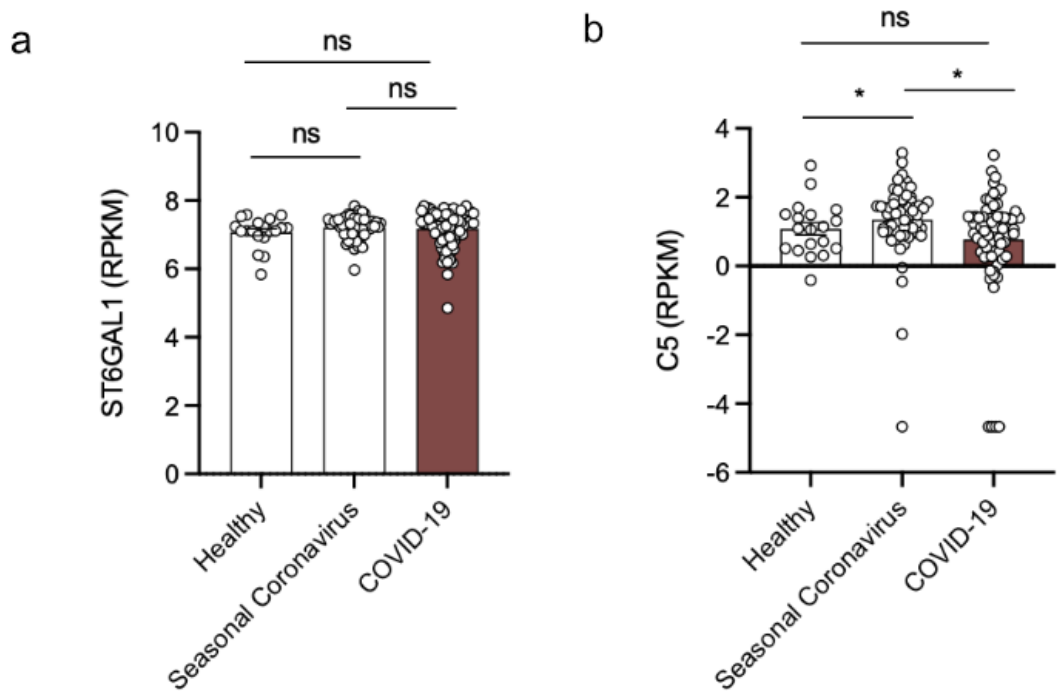 a
ns
ns
ns
ST6GAL1 (RPKM)
10
8
6
4
2
0
Healthy
Seasonal Coronavirus
COVID-19
b
ns
*
*
C5 (RPKM)
4
2
0
-2
-4
-6
Healthy
Seasonal Coronavirus
COVID-19